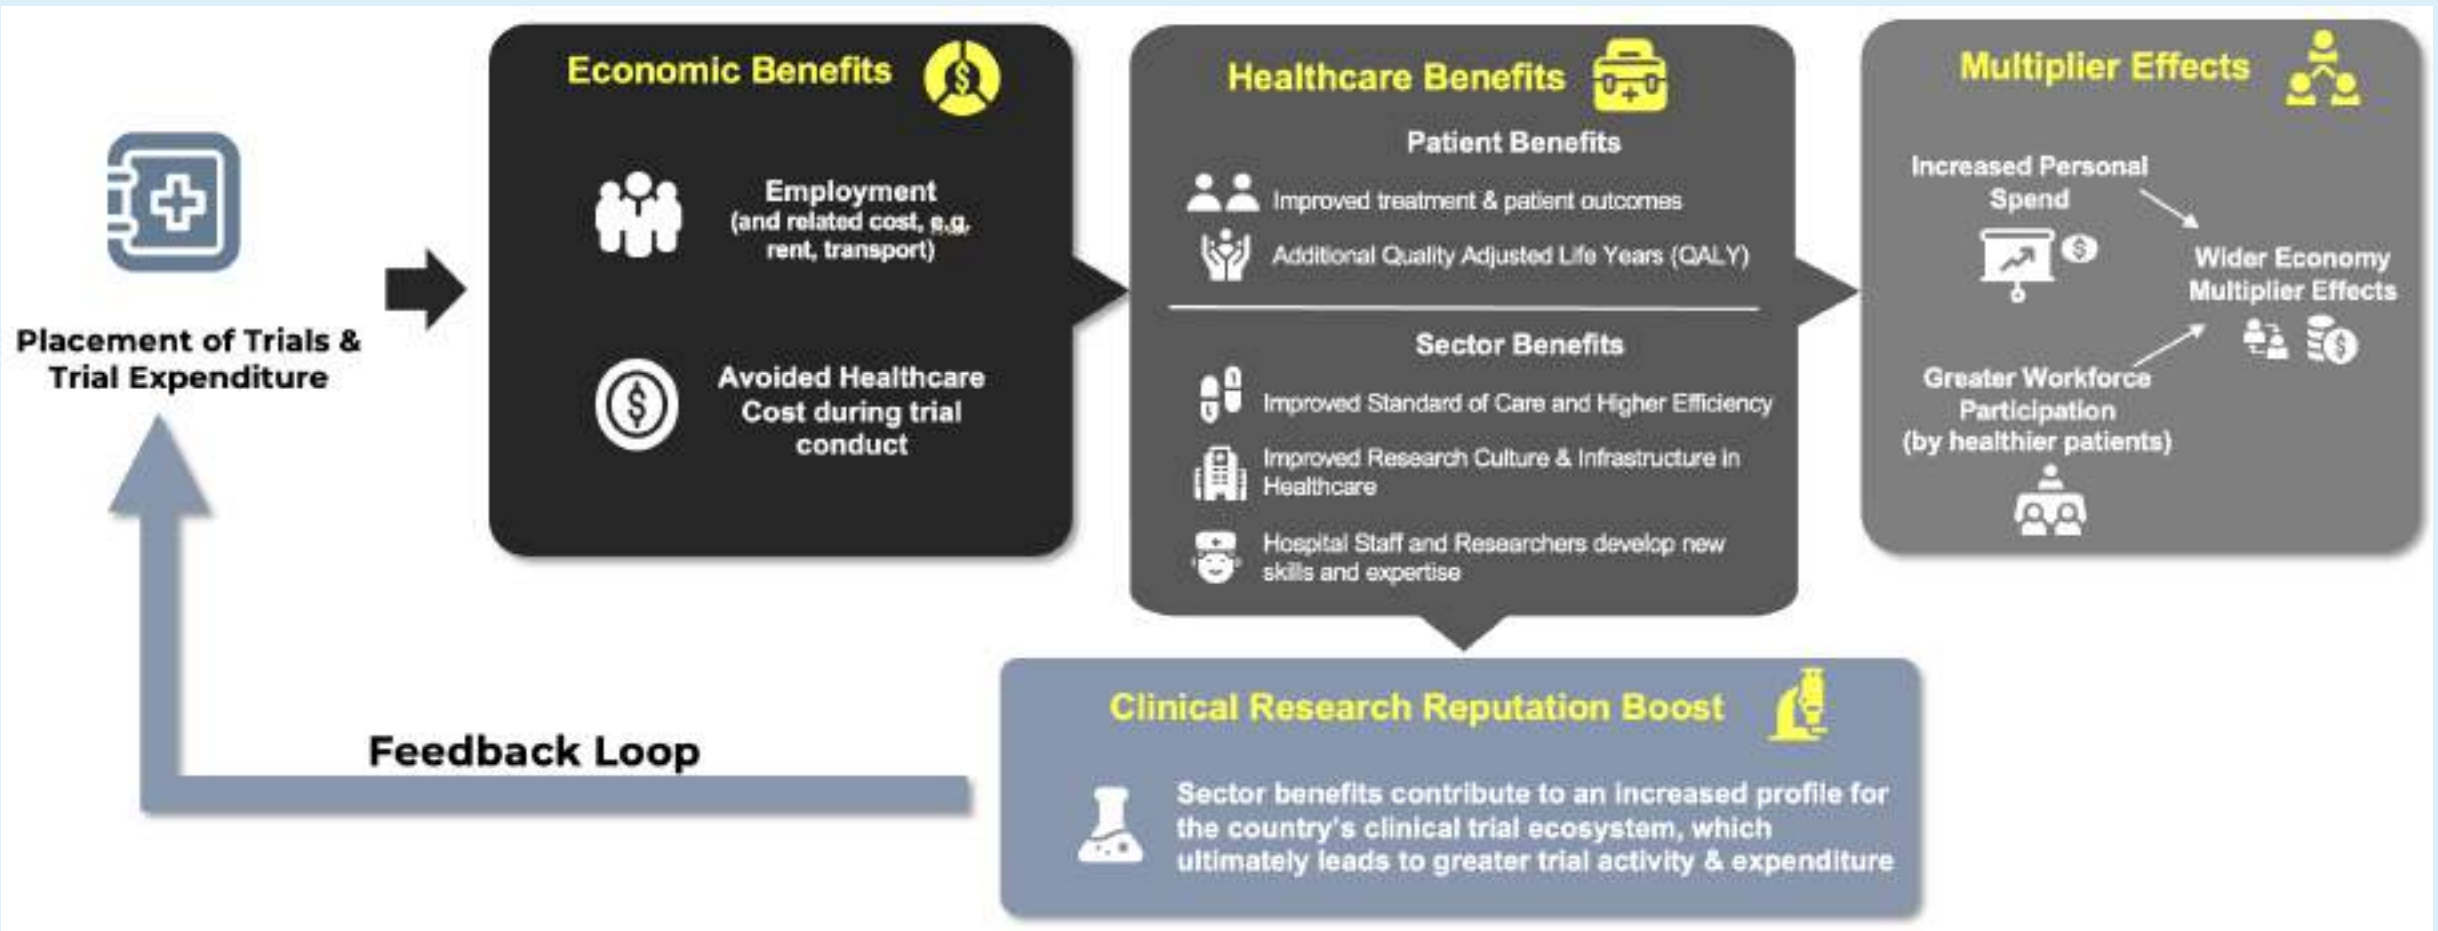 Placement of Trials &
Trial Expenditure
Economic Benefits
Employment
(and related cost, e.g.
rent, transport)
Avoided Healthcare
Cost during trial
conduct
Healthcare Benefits
Patient Benefits
Improved treatment & patient outcomes
Additional Quality Adjusted Life Years (QALY)
Sector Benefits
Improved Standard of Care and Higher Efficiency
Improved Research Culture & Infrastructure in
Healthcare
Hospital Staff and Researchers develop new
skills and expertise
Multiplier Effects
Increased Personal
Spend
Wider Economy
Multiplier Effects
Greater Workforce
Participation
(by healthier patients)
Clinical Research Reputation Boost
Sector benefits contribute to an increased profile for
the country's clinical trial ecosystem, which
ultimately leads to greater trial activity & expenditure
Feedback Loop